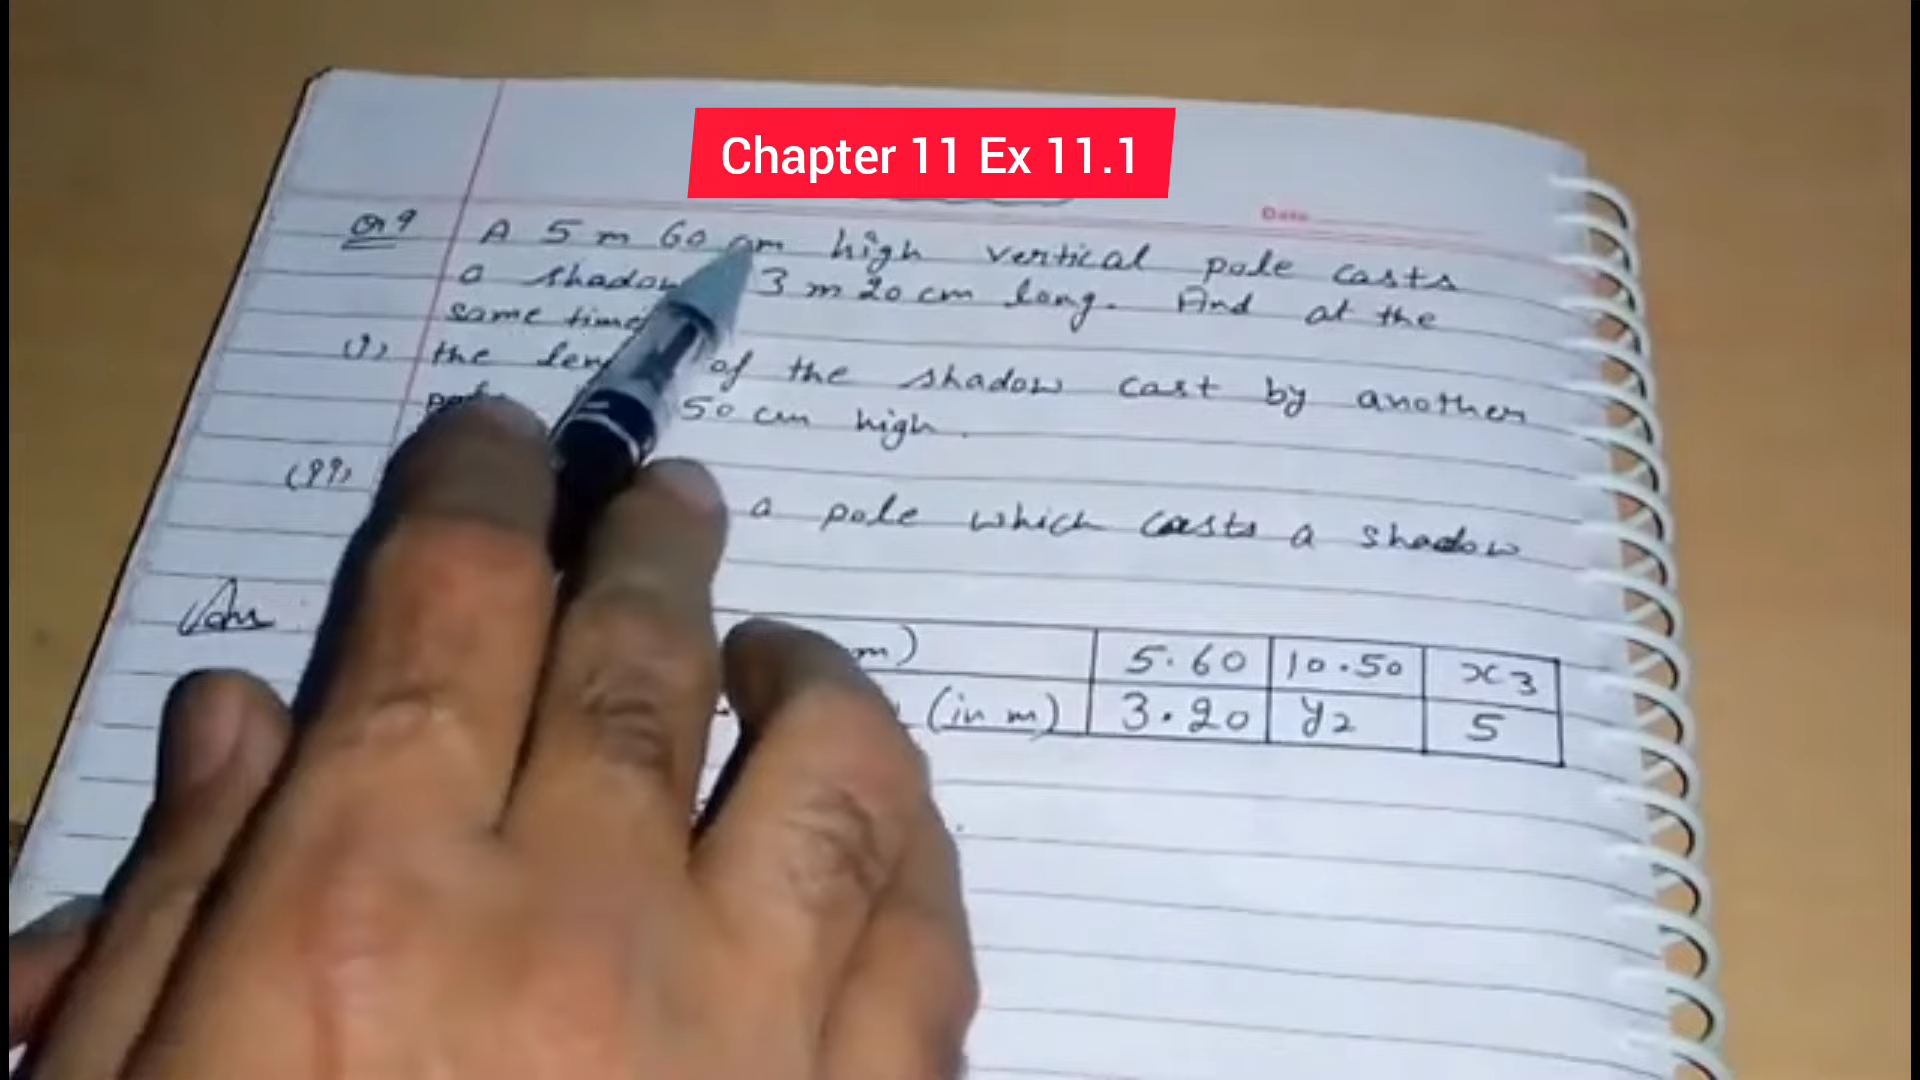 Chapter 11 Ex 11.1
Date
Qn 9 A 5 m 60 cm high vertical pole casts
a shadow 3 m 20 cm long. Find at the
same time
(i) the of the shadow cast by another
50 cm high.
(ii) a pole which casts a shadow
Ans
m) 5.60 10.50 x3
(in m) 3.20 y2 5